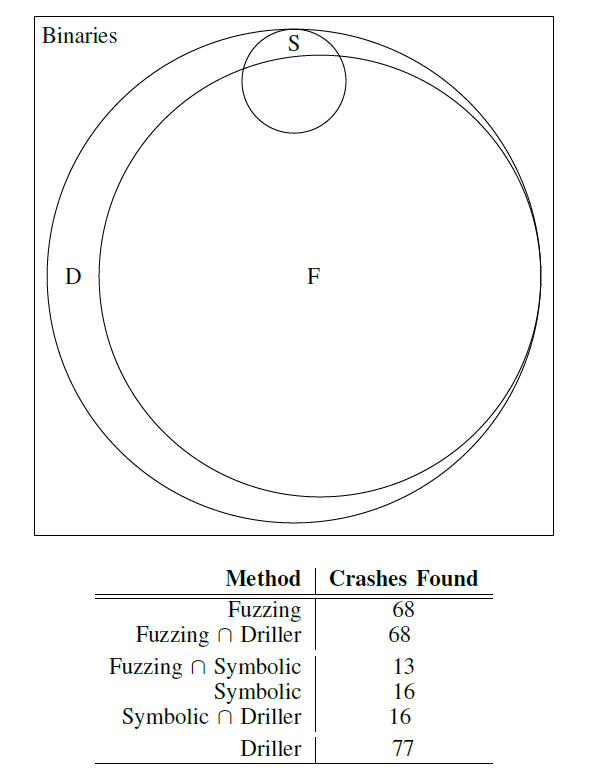 Binaries
S
D
F
Method Crashes Found
Fuzzing 68
Fuzzing ∩ Driller 68
Fuzzing ∩ Symbolic 13
Symbolic 16
Symbolic ∩ Driller 16
Driller 77